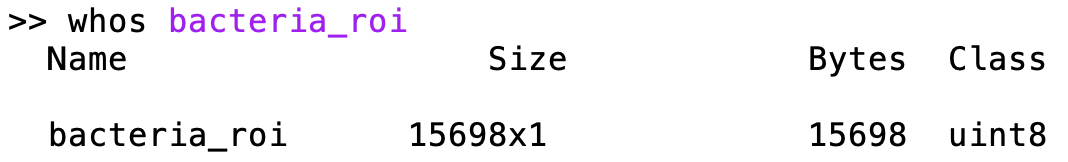 >> whos bacteria_roi
Name Size Bytes Class
bacteria_roi 15698x1 15698 uint8